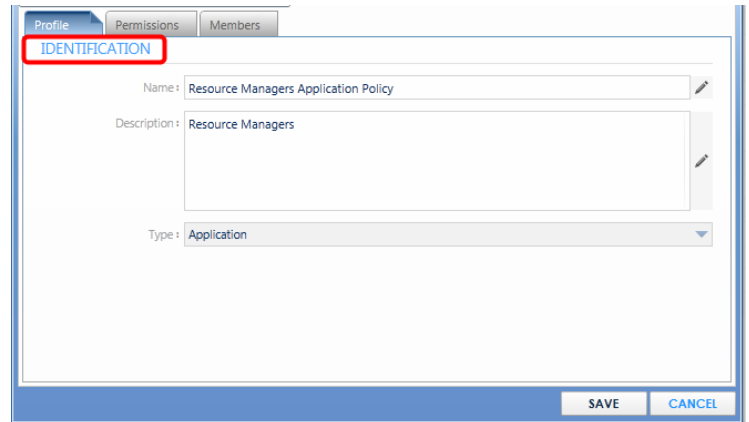 Profile Permissions Members
IDENTIFICATION
Name: Resource Managers Application Policy
Description: Resource Managers
Type: Application
SAVE CANCEL